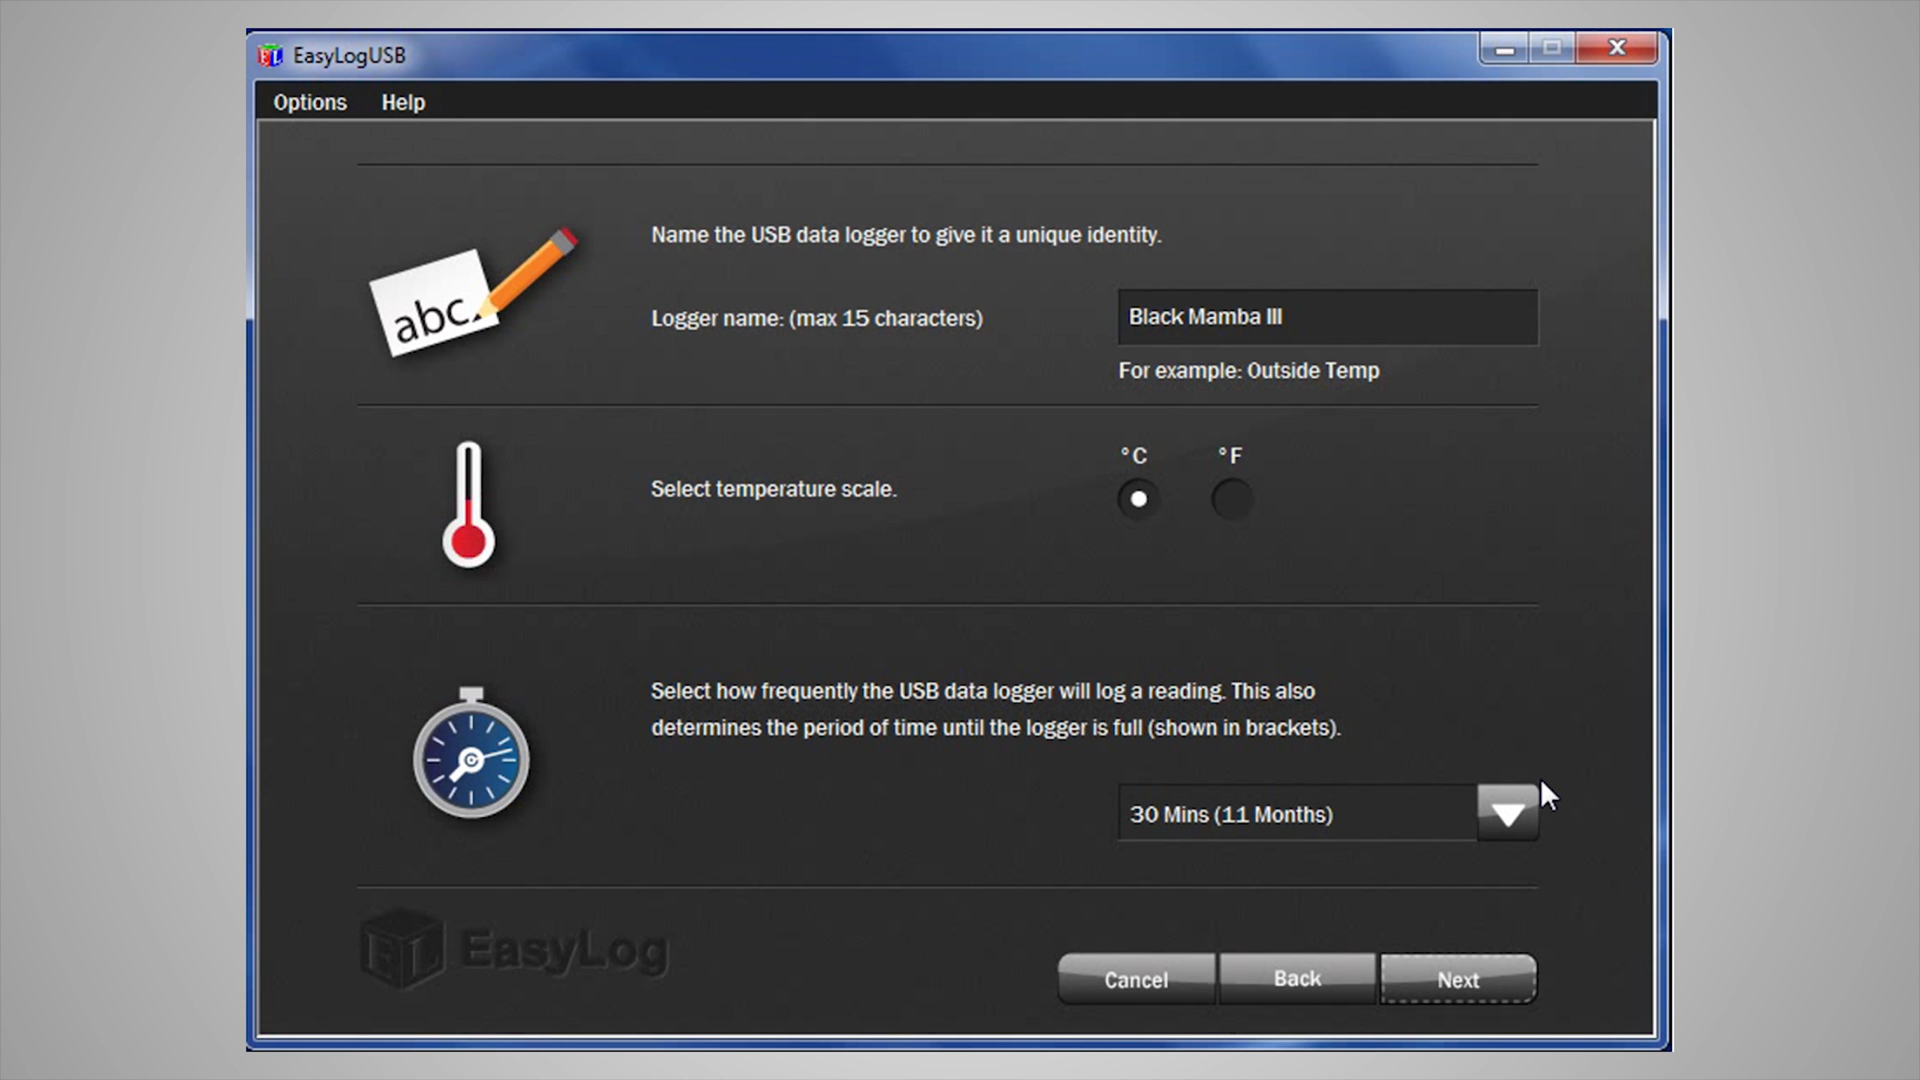 EasyLogUSB
Options Help
Name the USB data logger to give it a unique identity.
abc
Logger name: (max 15 characters)
Black Mamba III
For example: Outside Temp
°C °F
Select temperature scale.
Select how frequently the USB data logger will log a reading. This also
determines the period of time until the logger is full (shown in brackets).
30 Mins (11 Months)
EL EasyLog
Cancel Back Next